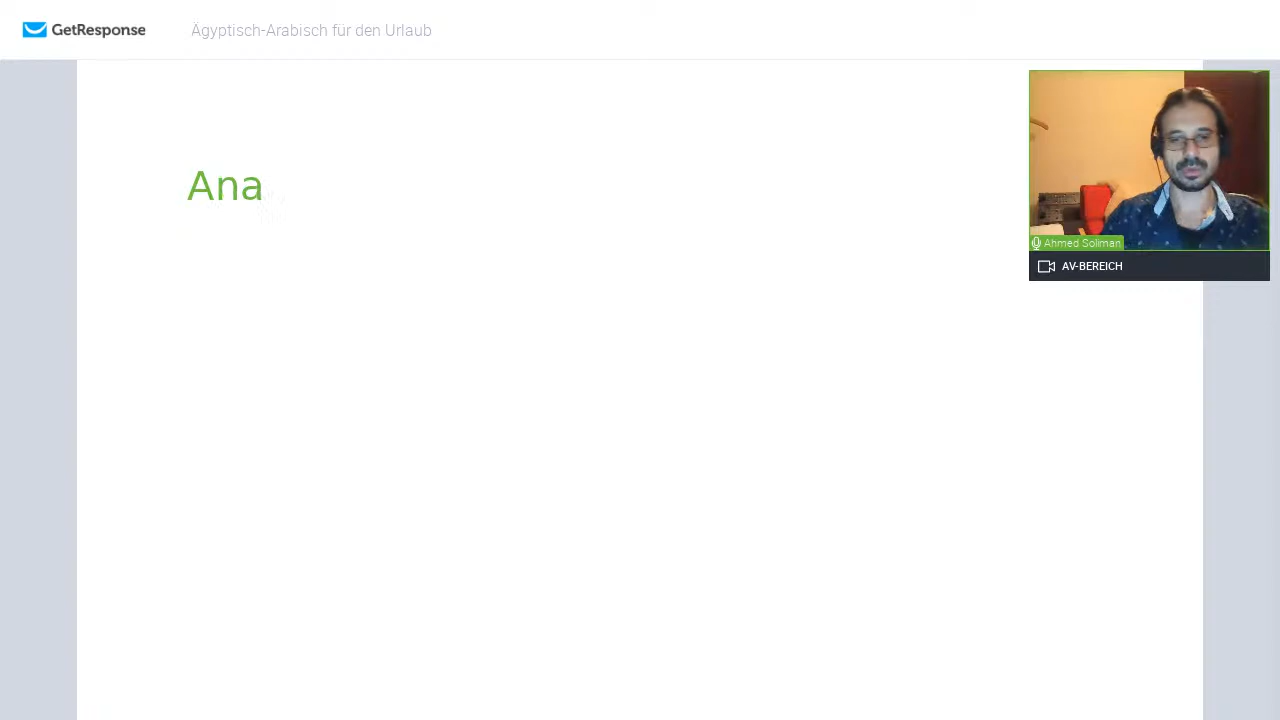 GetResponse
Ägyptisch-Arabisch für den Urlaub
Ana
Ahmed Soliman
AV-BEREICH